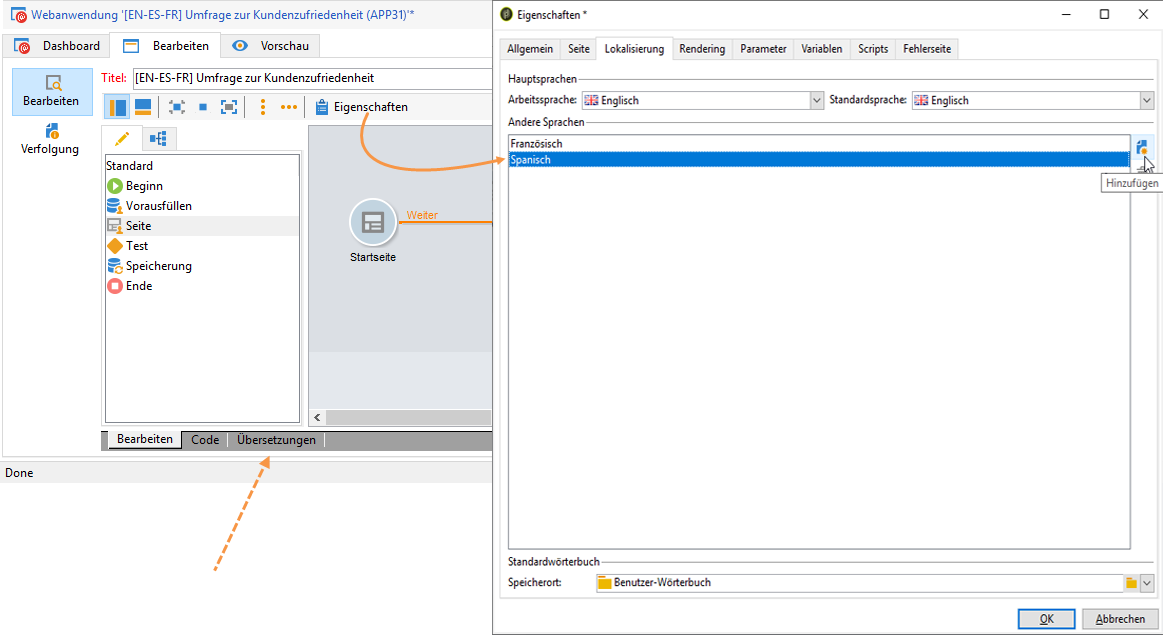 Webanwendung '[EN-ES-FR] Umfrage zur Kundenzufriedenheit (APP31)'*
Dashboard
Bearbeiten
Vorschau
Bearbeiten
Verfolgung
Titel: [EN-ES-FR] Umfrage zur Kundenzufriedenheit
Eigenschaften
Standard
Beginn
Vorausfüllen
Seite
Test
Speicherung
Ende
Weiter
Startseite
Bearbeiten
Code
Übersetzungen
Done
Eigenschaften *
Allgemein
Seite
Lokalisierung
Rendering
Parameter
Variablen
Scripts
Fehlerseite
Hauptsprachen
Arbeitssprache: Englisch
Standardsprache: Englisch
Andere Sprachen
Französisch
Spanisch
Hinzufügen
Standardwörterbuch
Speicherort: Benutzer-Wörterbuch
OK
Abbrechen